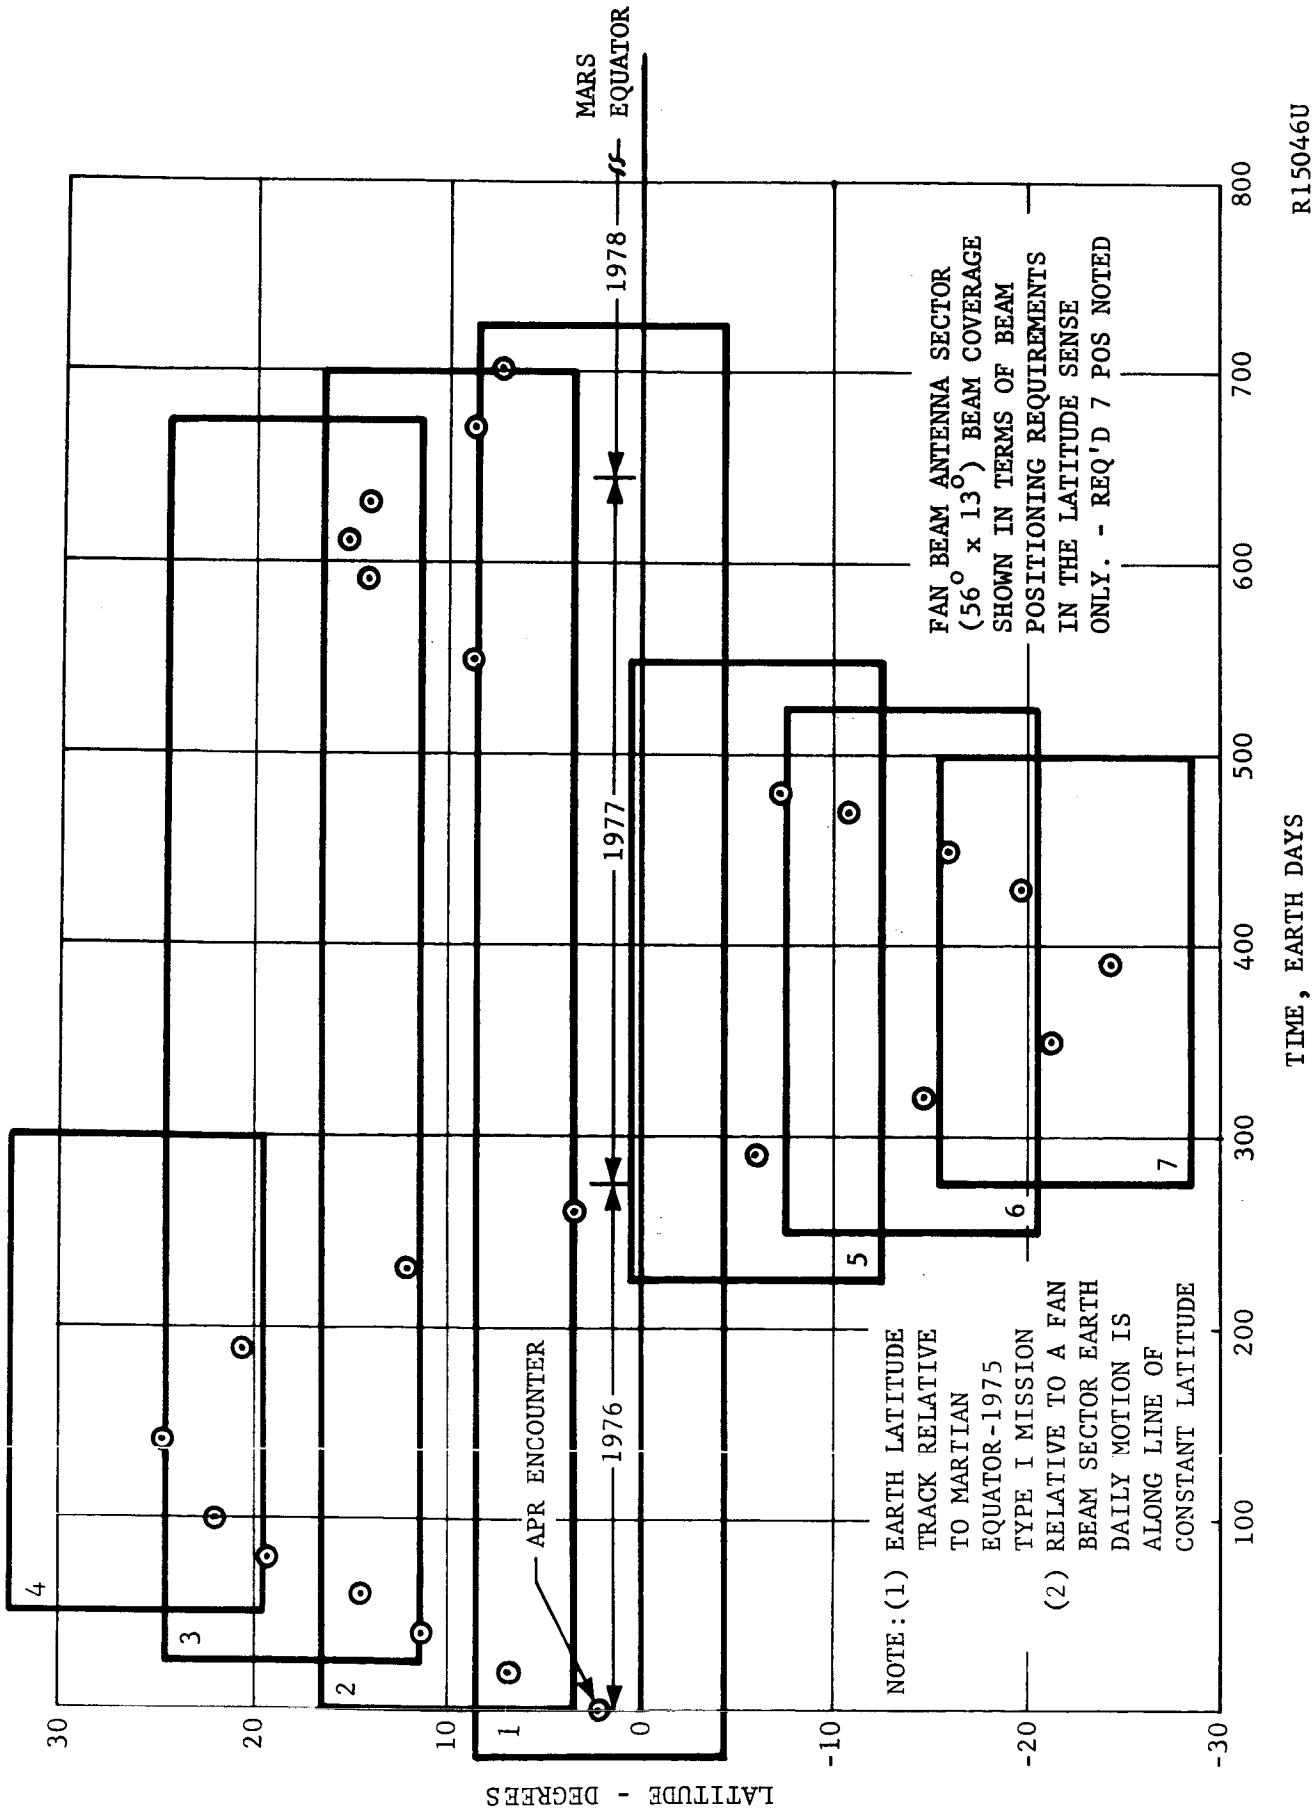 30
20
10
0
-10
-20
-30
LATITUDE - DEGREES
100
200
300
400
500
600
700
800
TIME, EARTH DAYS
4
3
2
1
5
6
7
APR ENCOUNTER
1976
1977
1978
MARS
EQUATOR
FAN BEAM ANTENNA SECTOR
(56° x 13°) BEAM COVERAGE
SHOWN IN TERMS OF BEAM
POSITIONING REQUIREMENTS
IN THE LATITUDE SENSE
ONLY. - REQ'D 7 POS NOTED
NOTE:(1) EARTH LATITUDE
TRACK RELATIVE
TO MARTIAN
EQUATOR-1975
TYPE I MISSION
(2) RELATIVE TO A FAN
BEAM SECTOR EARTH
DAILY MOTION IS
ALONG LINE OF
CONSTANT LATITUDE
R15046U